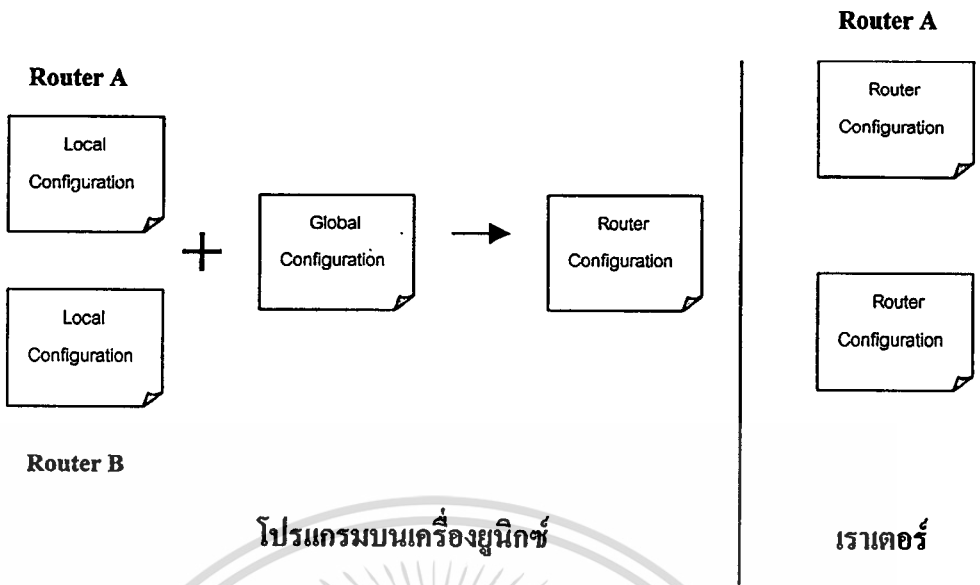 Router A
Router A
Local
Configuration
Router
Configuration
+
Global
Configuration
Router
Configuration
Local
Configuration
Router
Configuration
Router B
โปรแกรมบนเครื่องยูนิกซ์
เราเตอร์